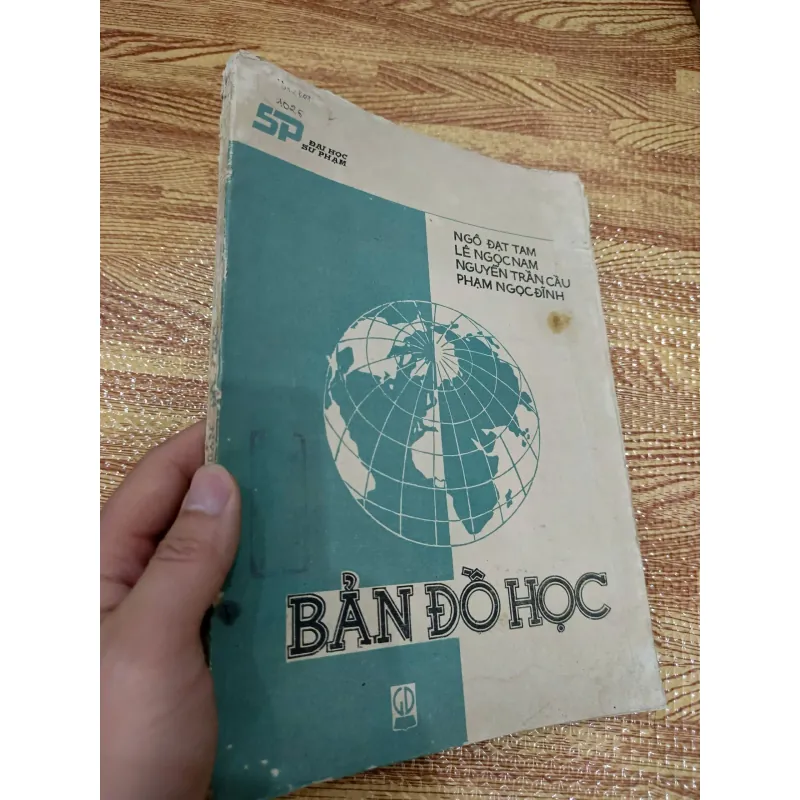 SP
ĐẠI HỌC
SƯ PHẠM
NGÔ ĐẠT TAM
LÊ NGỌC NAM
NGUYỄN TRẦN CẦU
PHẠM NGỌC ĐĨNH
BẢN ĐỒ HỌC
GD